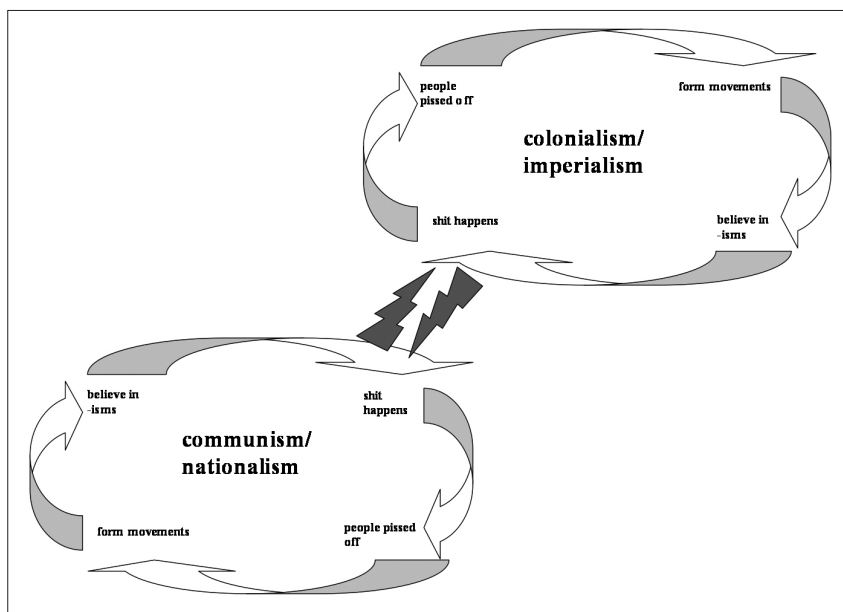 people
pissed off
form movements
colonialism/
imperialism
shit happens
believe in
-isms
believe in
-isms
shit
happens
communism/
nationalism
form movements
people pissed
off